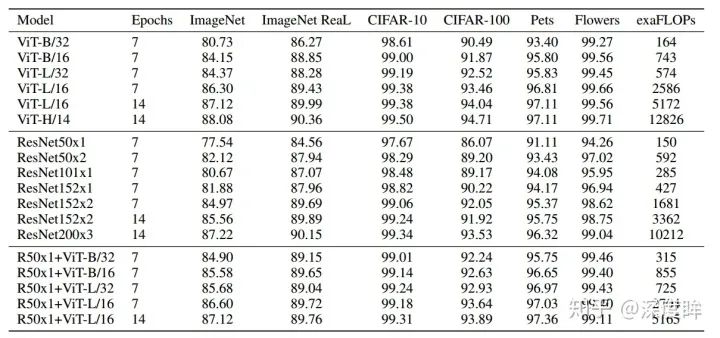 Model Epochs ImageNet ImageNet ReaL CIFAR-10 CIFAR-100 Pets Flowers exaFLOPs
ViT-B/32 7 80.73 86.27 98.61 90.49 93.40 99.27 164
ViT-B/16 7 84.15 88.85 99.00 91.87 95.80 99.56 743
ViT-L/32 7 84.37 88.28 99.19 92.52 95.83 99.45 574
ViT-L/16 7 86.30 89.43 99.38 93.46 96.81 99.66 2586
ViT-L/16 14 87.12 89.99 99.38 94.04 97.11 99.56 5172
ViT-H/14 14 88.08 90.36 99.50 94.71 97.11 99.71 12826
ResNet50x1 7 77.54 84.56 97.67 86.07 91.11 94.26 150
ResNet50x2 7 82.12 87.94 98.29 89.20 93.43 97.02 592
ResNet101x1 7 80.67 87.07 98.48 89.17 94.08 95.95 285
ResNet152x1 7 81.88 87.96 98.82 90.22 94.17 96.94 427
ResNet152x2 7 84.97 89.69 99.06 92.05 95.37 98.62 1681
ResNet152x2 14 85.56 89.89 99.24 91.92 95.75 98.75 3362
ResNet200x3 14 87.22 90.15 99.34 93.53 96.32 99.04 10212
R50x1+ViT-B/32 7 84.90 89.15 99.01 92.24 95.75 99.46 315
R50x1+ViT-B/16 7 85.58 89.65 99.14 92.63 96.65 99.40 855
R50x1+ViT-L/32 7 85.68 89.04 99.24 92.93 96.97 99.43 725
R50x1+ViT-L/16 7 86.60 89.72 99.18 93.64 97.03
R50x1+ViT-L/16 14 87.12 89.76 99.31 93.89 97.36 99.11 5165
知乎 @深度眸